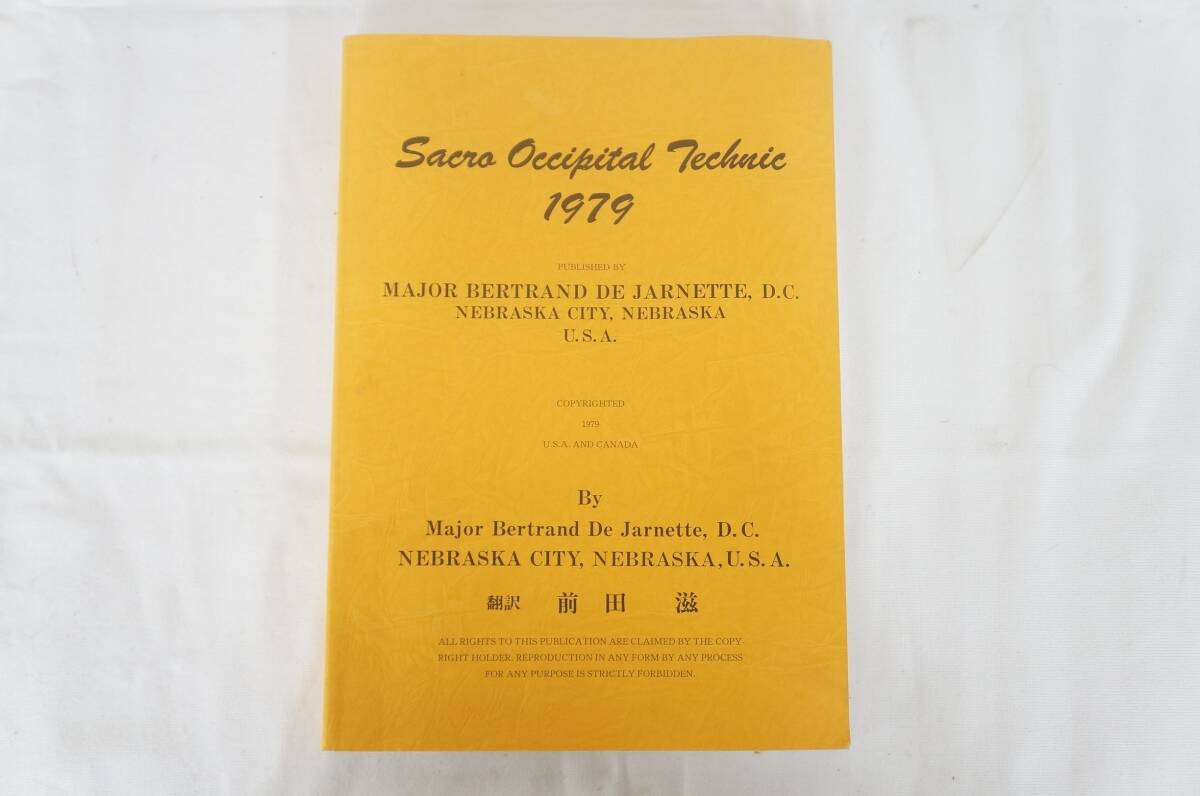 Sacro Occipital Technic
1979
PUBLISHED BY
MAJOR BERTRAND DE JARNETTE, D.C.
NEBRASKA CITY, NEBRASKA
U.S.A.
COPYRIGHTED
1979
U.S.A. AND CANADA
By
Major Bertrand De Jarnette, D.C.
NEBRASKA CITY, NEBRASKA, U.S.A.
翻訳 前田 滋
ALL RIGHTS TO THIS PUBLICATION ARE CLAIMED BY THE COPY-
RIGHT HOLDER. REPRODUCTION IN ANY FORM BY ANY PROCESS
FOR ANY PURPOSE IS STRICTLY FORBIDDEN.